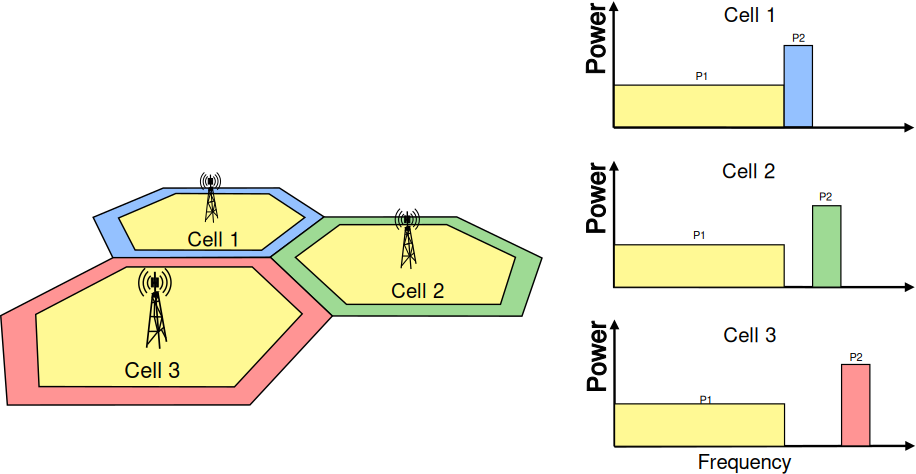 Cell 1
Cell 2
Cell 3
Cell 1
Power
P1
P2
Cell 2
Power
P1
P2
Cell 3
Power
P1
P2
Frequency